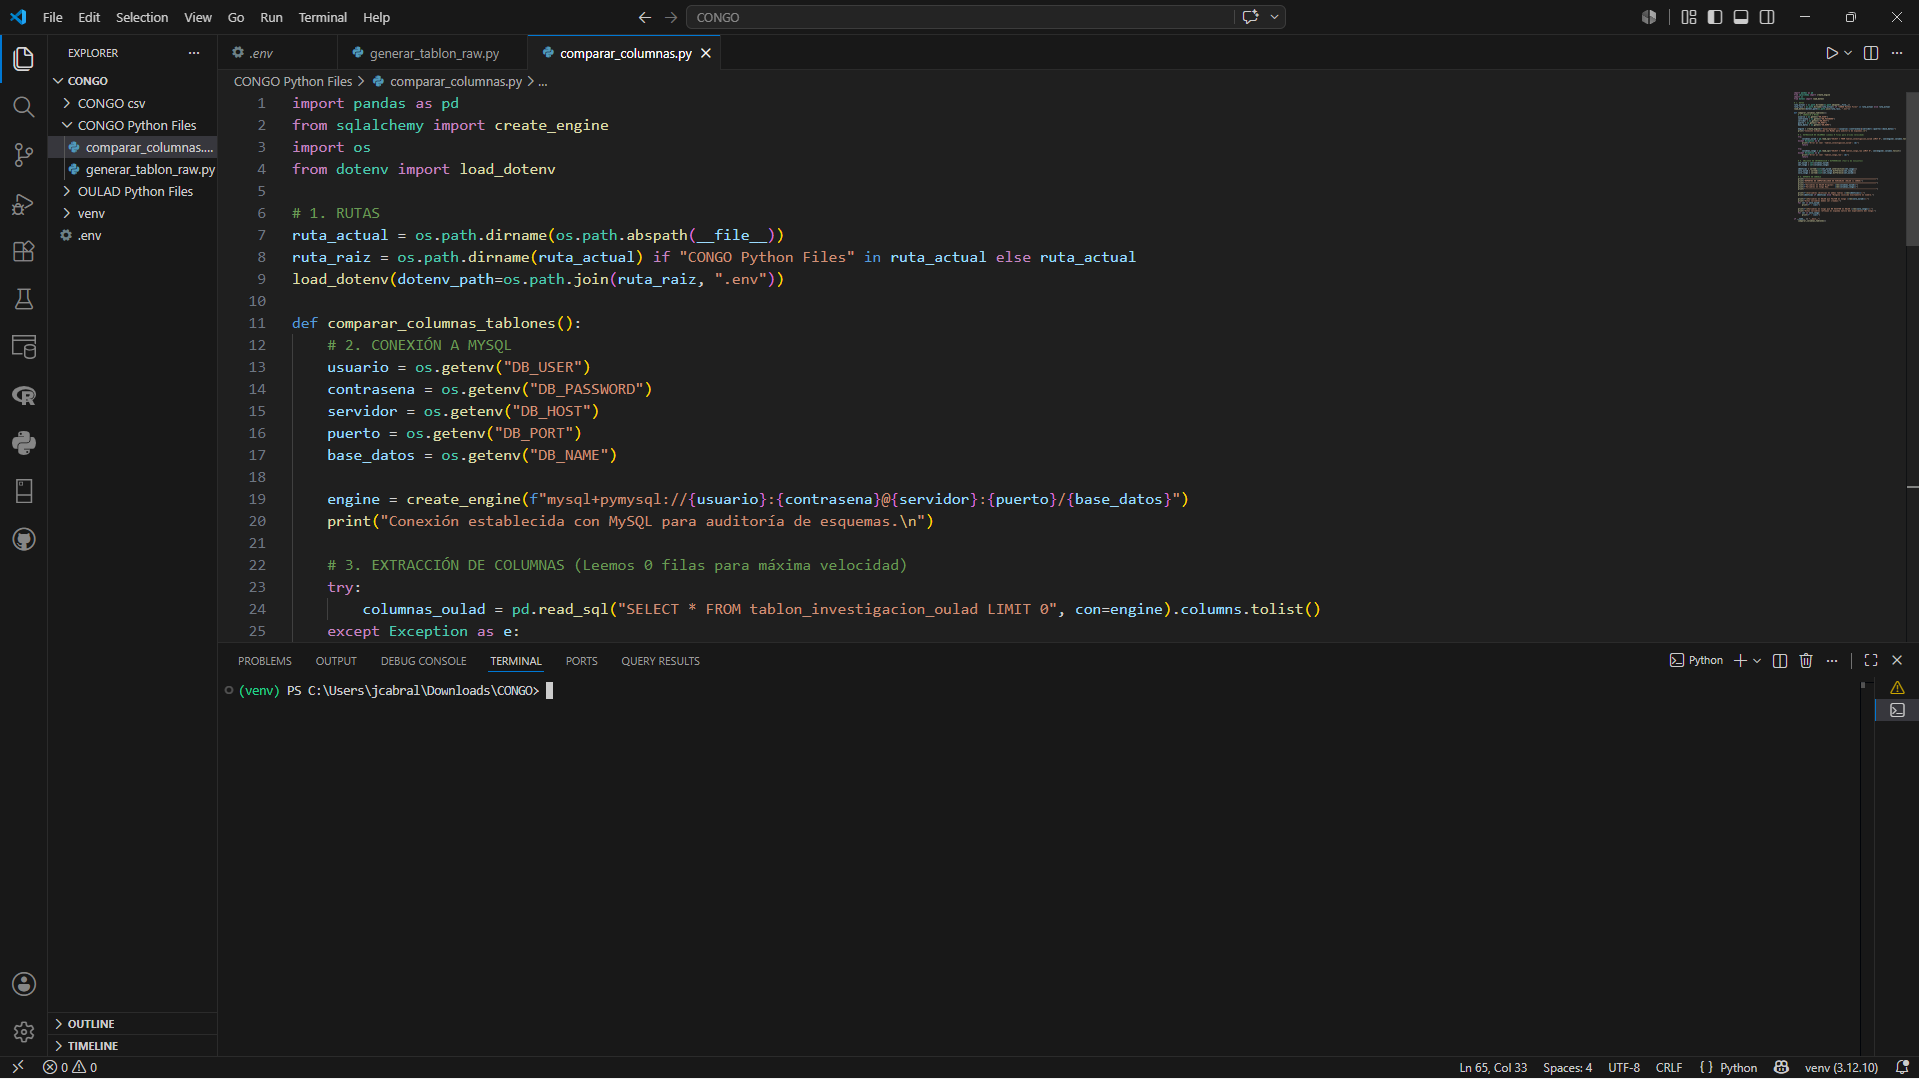 File Edit Selection View Go Run Terminal Help
CONGO
EXPLORER
CONGO
CONGO csv
CONGO Python Files
comparar_columnas....
generar_tablon_raw.py
OULAD Python Files
venv
.env
OUTLINE
TIMELINE
.env
generar_tablon_raw.py
comparar_columnas.py
CONGO Python Files > comparar_columnas.py > ...
1 import pandas as pd
2 from sqlalchemy import create_engine
3 import os
4 from dotenv import load_dotenv
5
6 # 1. RUTAS
7 ruta_actual = os.path.dirname(os.path.abspath(__file__))
8 ruta_raiz = os.path.dirname(ruta_actual) if "CONGO Python Files" in ruta_actual else ruta_actual
9 load_dotenv(dotenv_path=os.path.join(ruta_raiz, ".env"))
10
11 def comparar_columnas_tablones():
12 # 2. CONEXIÓN A MYSQL
13 usuario = os.getenv("DB_USER")
14 contrasena = os.getenv("DB_PASSWORD")
15 servidor = os.getenv("DB_HOST")
16 puerto = os.getenv("DB_PORT")
17 base_datos = os.getenv("DB_NAME")
18
19 engine = create_engine(f"mysql+pymysql://{usuario}:{contrasena}@{servidor}:{puerto}/{base_datos}")
20 print("Conexión establecida con MySQL para auditoría de esquemas.\n")
21
22 # 3. EXTRACCIÓN DE COLUMNAS (Leemos 0 filas para máxima velocidad)
23 try:
24 columnas_oulad = pd.read_sql("SELECT * FROM tablon_investigacion_oulad LIMIT 0", con=engine).columns.tolist()
25 except Exception as e:
PROBLEMS OUTPUT DEBUG CONSOLE TERMINAL PORTS QUERY RESULTS
Python
(venv) PS C:\Users\jcabral\Downloads\CONGO>
0 0
Ln 65, Col 33 Spaces: 4 UTF-8 CRLF { } Python venv (3.12.10)